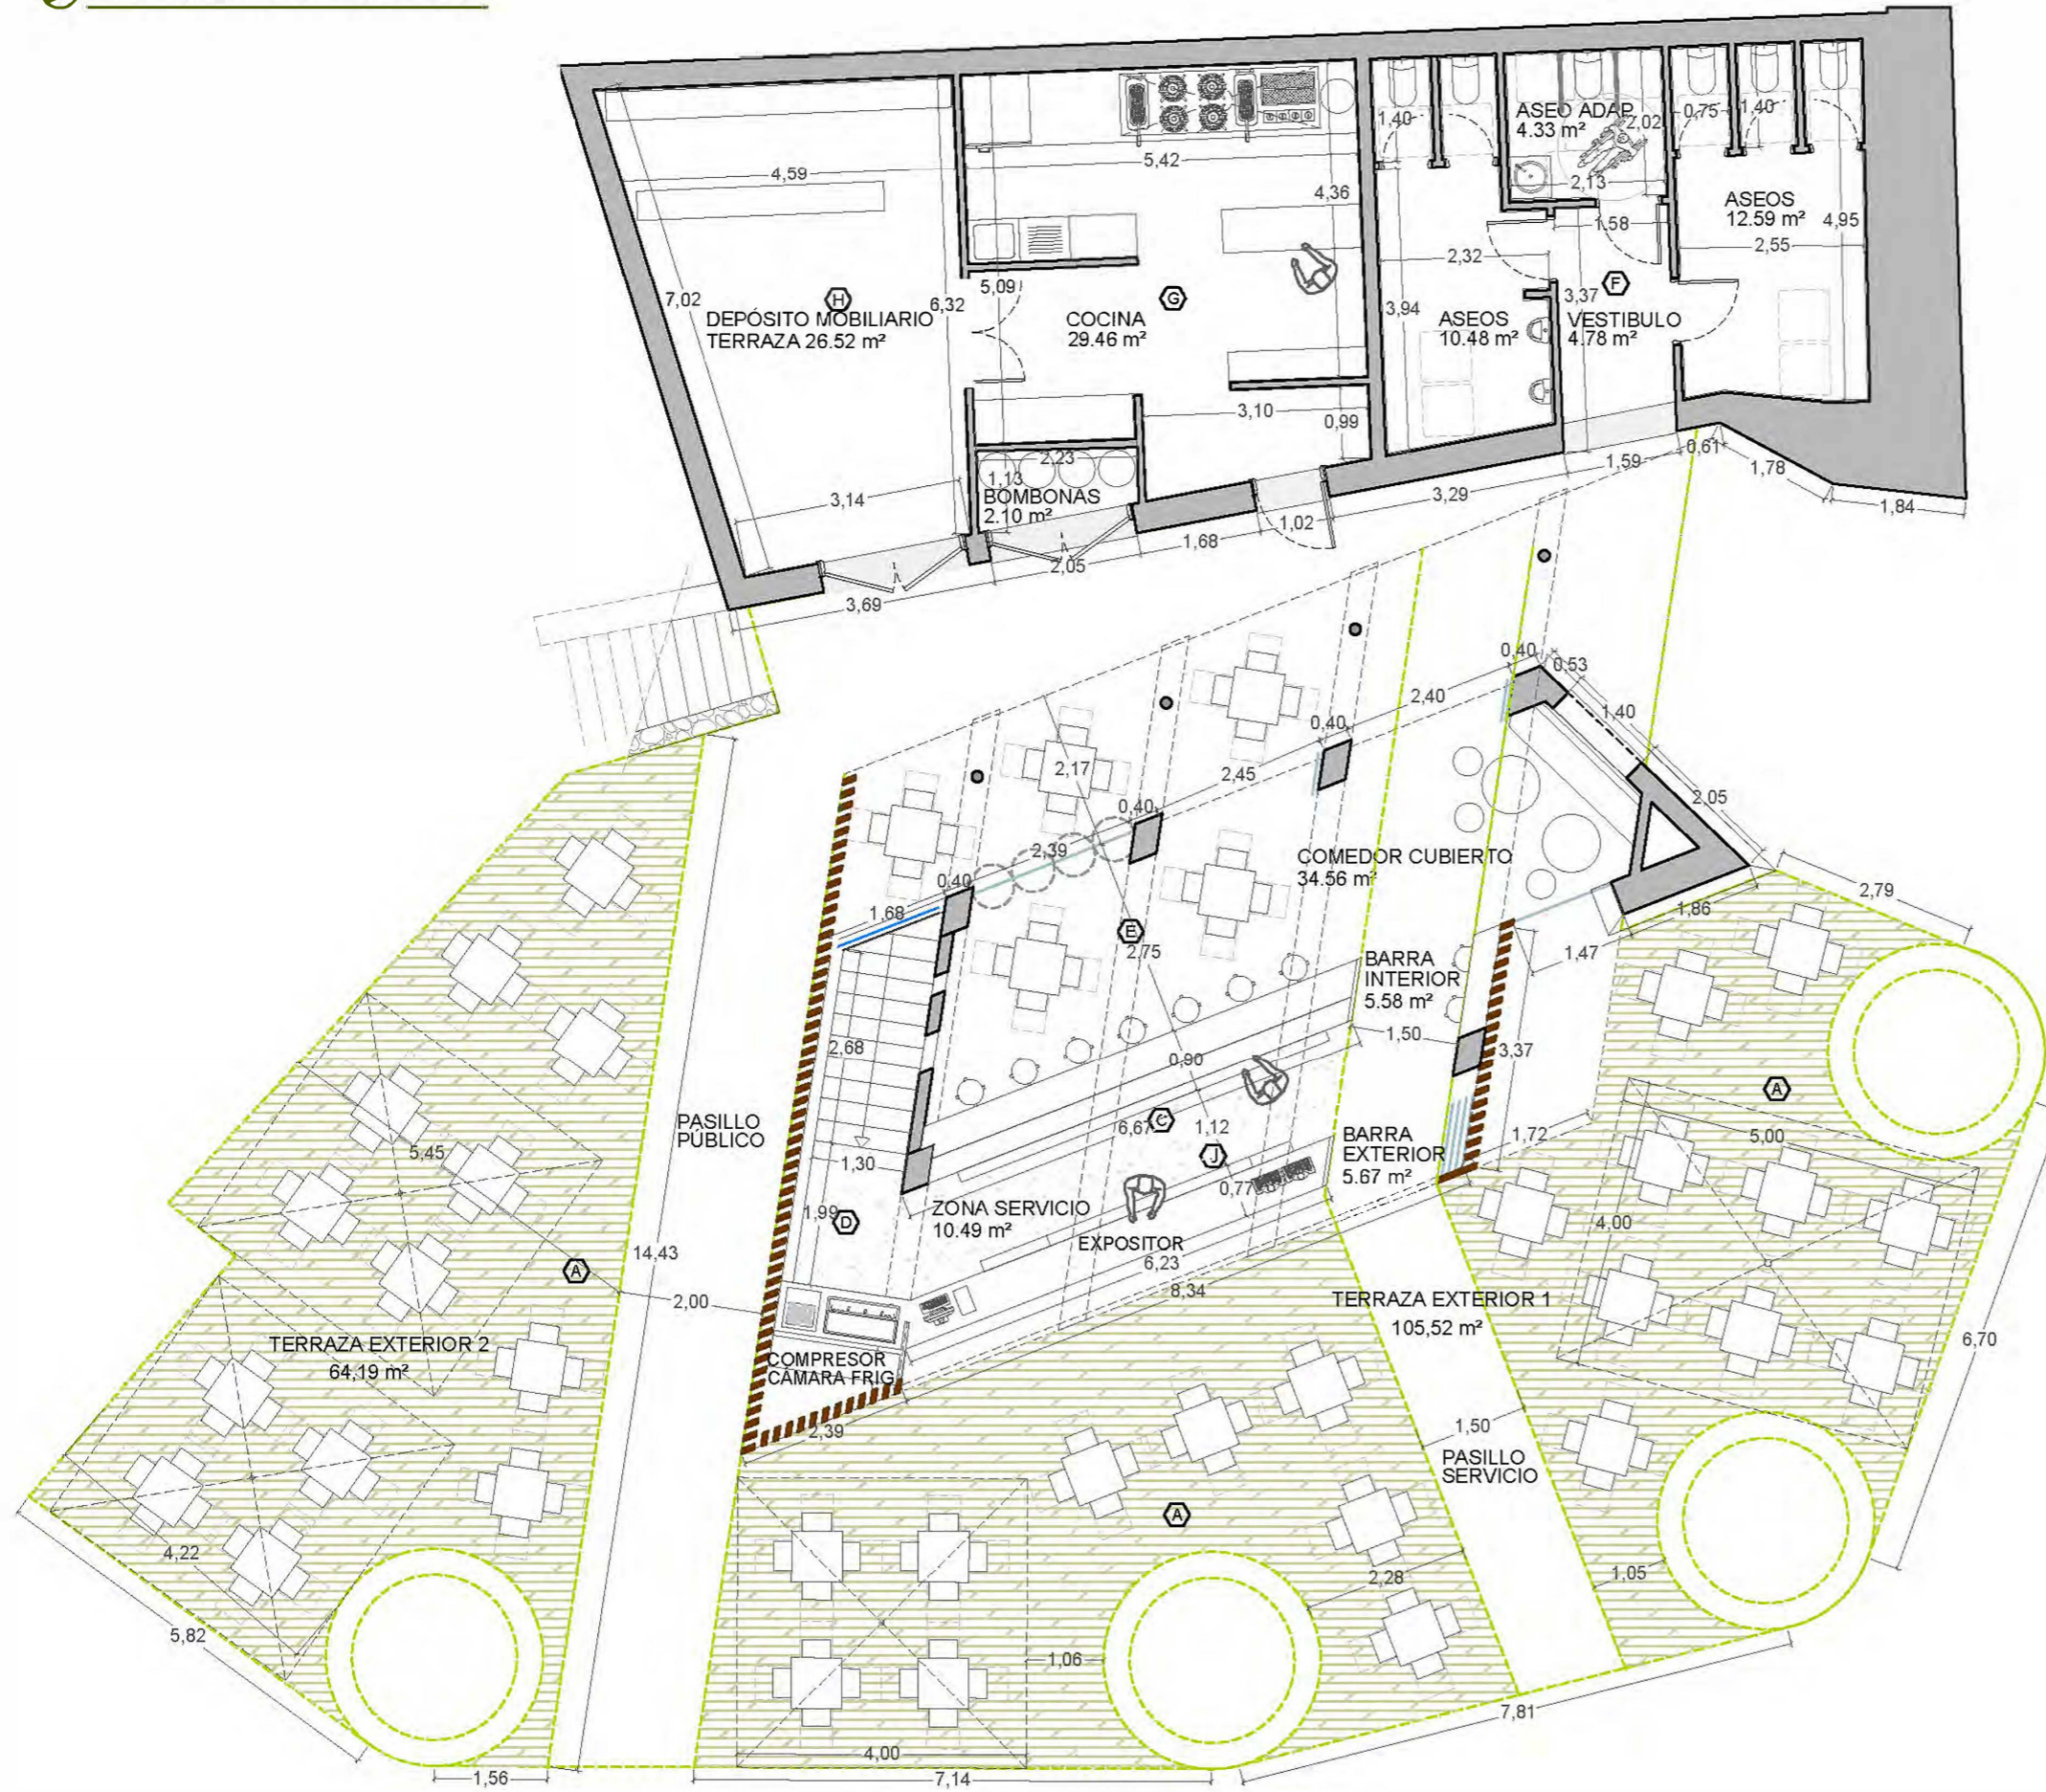 ASEO ADAP.
4.33 m²
1,40
2,02
0,75
1,40
5,42
4,59
2,13
4,36
ASEOS
12.59 m²
4,95
1,58
2,55
2,32
7,02
H
6,32
5,09
G
3,37
F
3,94
DEPÓSITO MOBILIARIO
TERRAZA 26.52 m²
COCINA
29.46 m²
ASEOS
10.48 m²
VESTIBULO
4.78 m²
3,10
0,99
2,23
1,13
BOMBONAS
2.10 m²
3,14
1,59
0,61
1,78
3,29
1,84
1,02
1,68
2,05
3,69
0,40
0,53
2,40
1,40
0,40
2,17
2,45
2,05
0,40
2,39
COMEDOR CUBIERTO
34.56 m²
0,40
1,68
2,79
1,86
E
2,75
1,47
BARRA
INTERIOR
5.58 m²
1,50
2,68
0,90
3,37
A
PASILLO
PÚBLICO
C
6,67
1,12
J
BARRA
EXTERIOR
5.67 m²
1,72
5,00
5,45
1,30
0,77
1,99
D
ZONA SERVICIO
10.49 m²
4,00
EXPOSITOR
6,23
8,34
14,43
A
2,00
TERRAZA EXTERIOR 1
105,52 m²
TERRAZA EXTERIOR 2
64,19 m²
COMPRESOR
CÁMARA FRIG.
6,70
2,39
1,50
PASILLO
SERVICIO
A
4,22
2,28
1,05
5,82
1,06
7,81
4,00
1,56
7,14